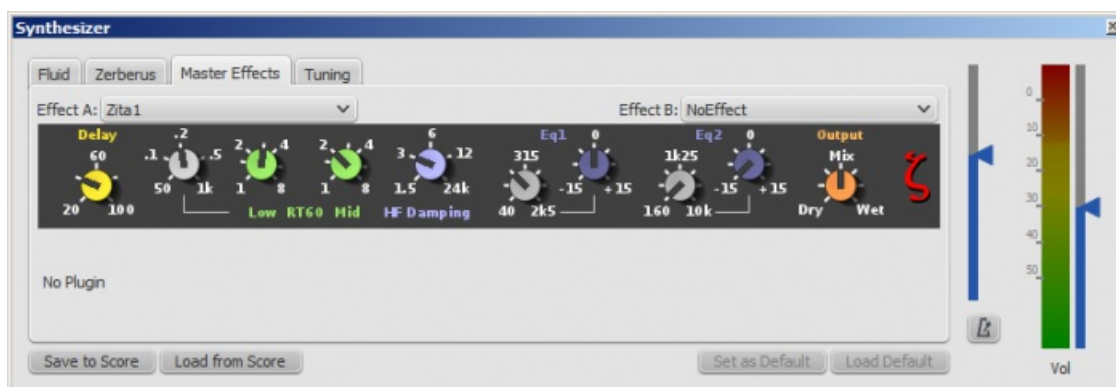 Synthesizer
Fluid Zerberus Master Effects Tuning
Effect A: Zita1 Effect B: NoEffect
Delay Eq1 Eq2 Output
.2 6 0 0
60 2 4 2 4 315 1k25 Mix
.1 .5 3 12
50 1k 1 8 1 8 1.5 24k -15 +15 -15 +15
20 100 40 2k5 160 10k Dry Wet
Low RT60 Mid HF Damping
ζ
No Plugin
Save to Score Load from Score Set as Default Load Default
0
10
20
30
40
50
Vol